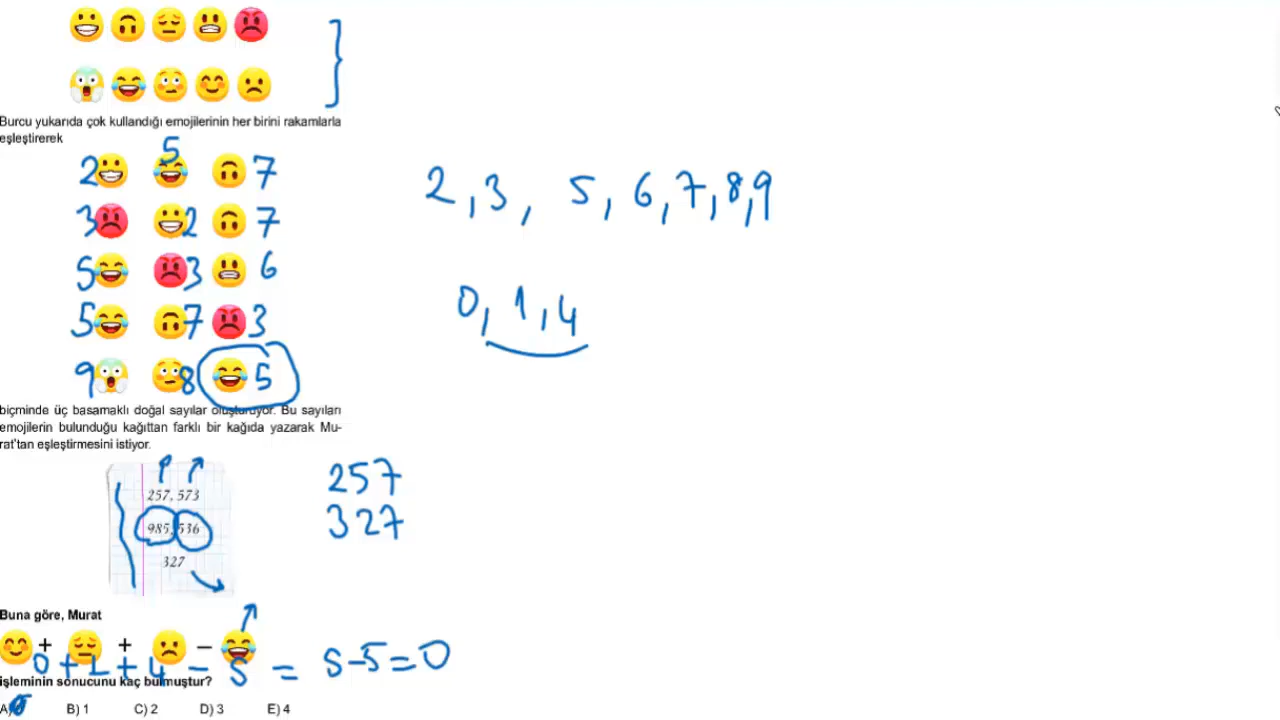 Burcu yukarıda çok kullandığı emojilerinin her birini rakamlarla
eşleştirerek
2 5 7
3 2 7
5 3 6
5 7 3
9 8 5
2, 3, 5, 6, 7, 8, 9
0, 1, 4
biçminde üç basamaklı doğal sayılar oluşturuyor. Bu sayıları
emojilerin bulunduğu kağıttan farklı bir kağıda yazarak Mu-
rat'tan eşleştirmesini istiyor.
257, 573
985, 536
327
257
327
Buna göre, Murat
+ + −
0 + 1 + 4 - 5 = 5-5=0
işleminin sonucunu kaç bulmuştur?
A) 0 B) 1 C) 2 D) 3 E) 4